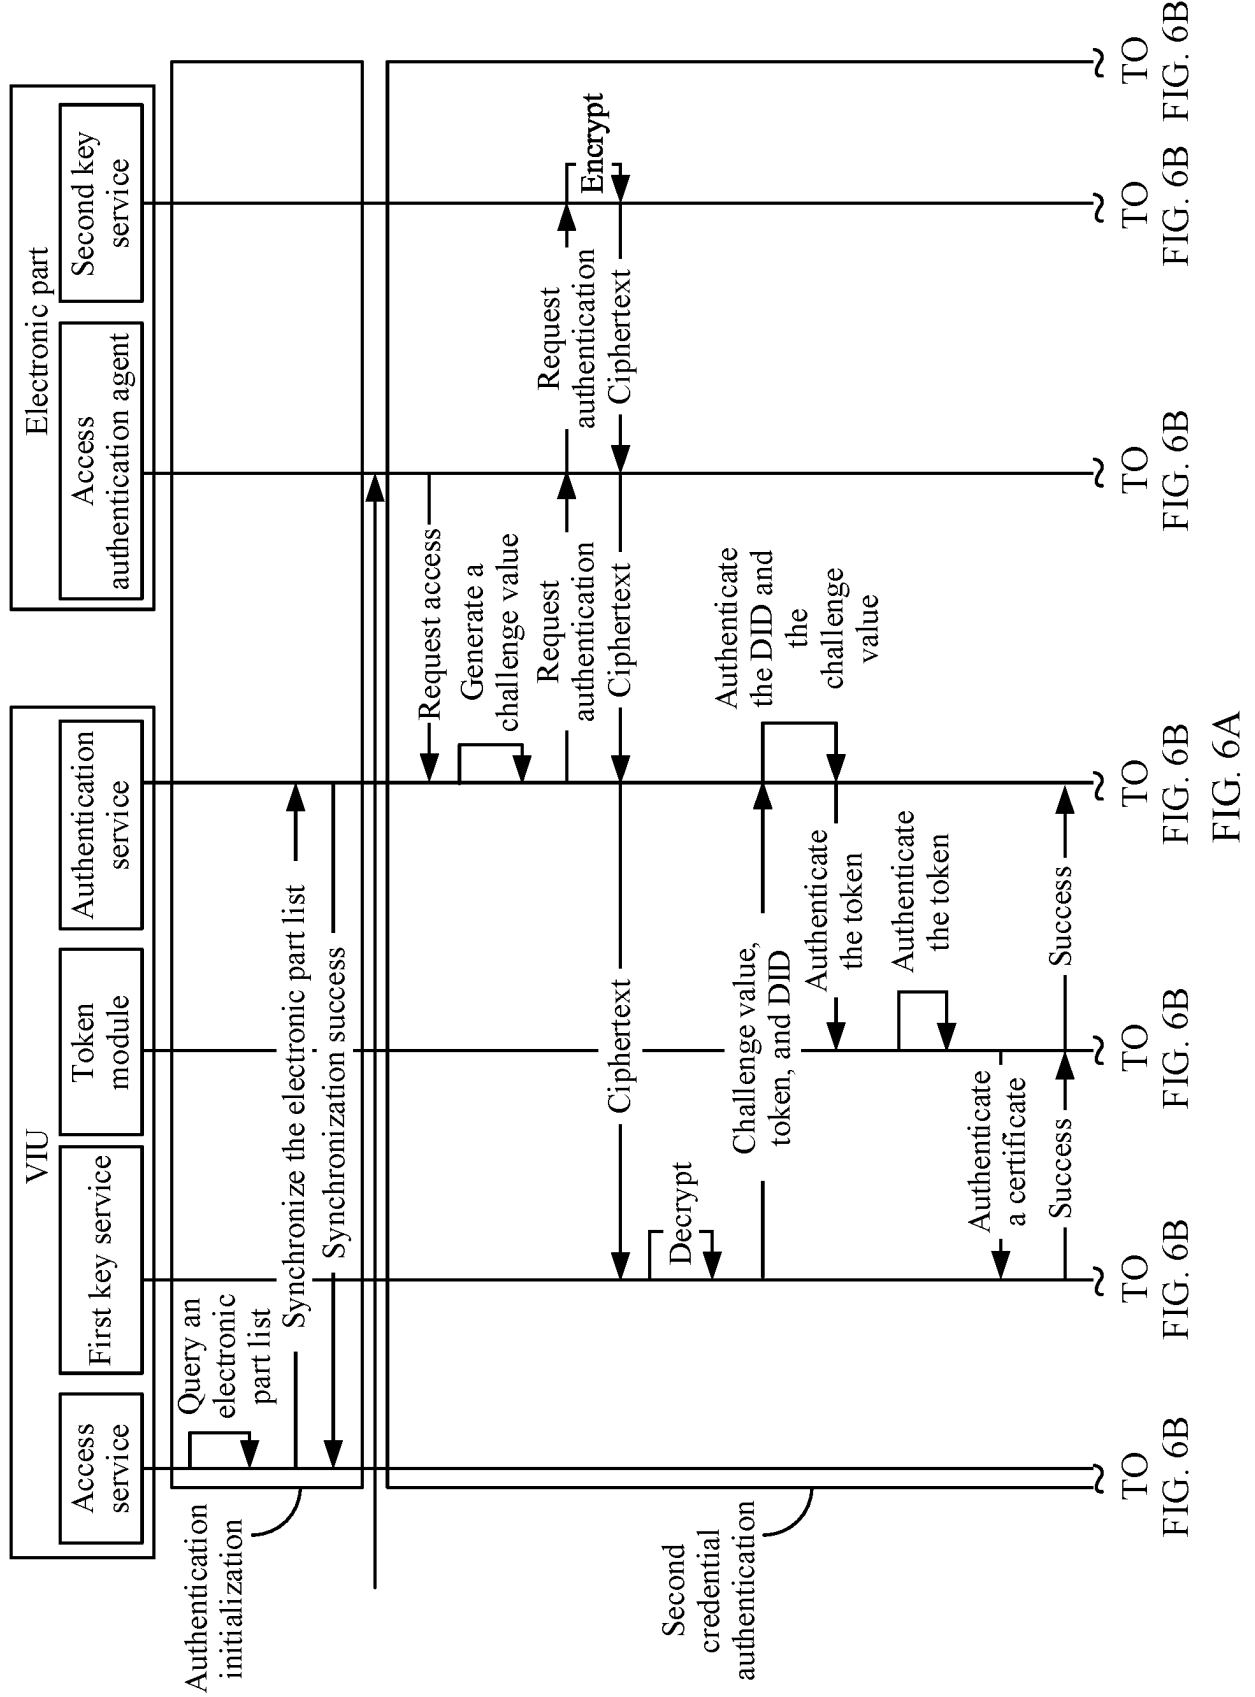 VIU
Electronic part
Access
service
First key service
Token
module
Authentication
service
Access
authentication agent
Second key
service
Authentication
initialization
Query an
electronic
part list
Synchronize the electronic part list
Synchronization success
Second
credential
authentication
Request access
Generate a
challenge value
Request
authentication
Request
authentication
Encrypt
Ciphertext
Ciphertext
Ciphertext
Decrypt
Challenge value,
token, and DID
Authenticate
the DID and
the
challenge
value
Authenticate
the token
Authenticate
the token
Authenticate
a certificate
Success
Success
TO
FIG. 6B
TO
FIG. 6B
TO
FIG. 6B
TO
FIG. 6B
TO
FIG. 6B
TO
FIG. 6B
TO
FIG. 6B
FIG. 6A